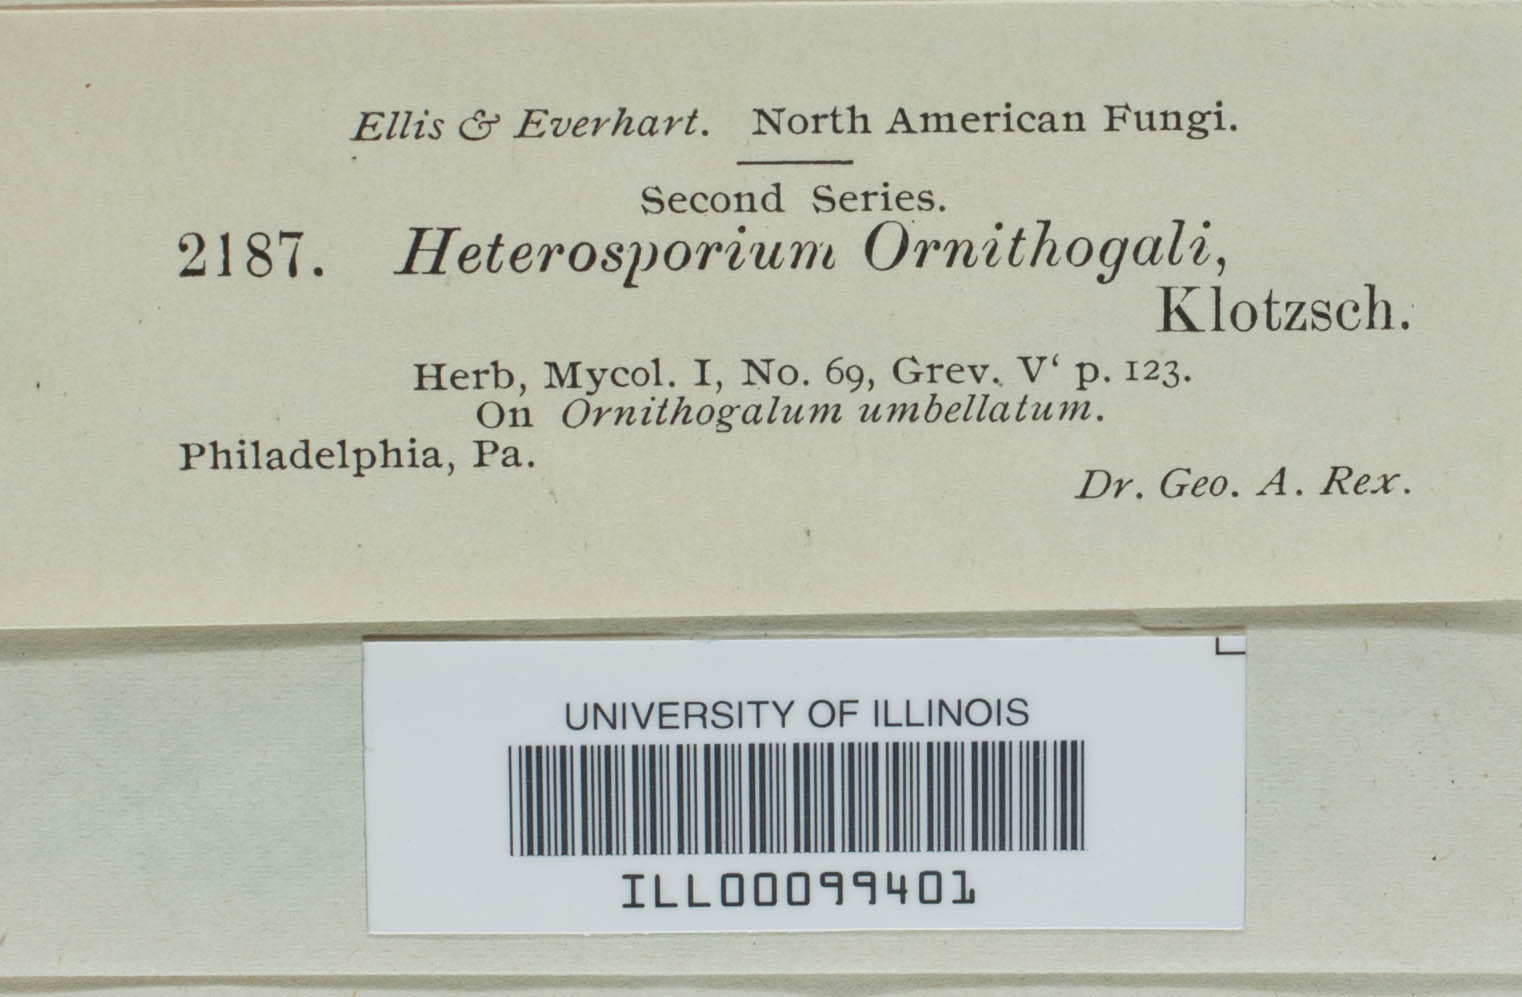 Ellis & Everhart. North American Fungi.
Second Series.
2187. Heterosporium Ornithogali,
Klotzsch.
Herb, Mycol. I, No. 69, Grev. V‘ p. 123.
On Ornithogalum umbellatum.
Philadelphia, Pa.
Dr. Geo. A. Rex.
UNIVERSITY OF ILLINOIS
ILL00099401